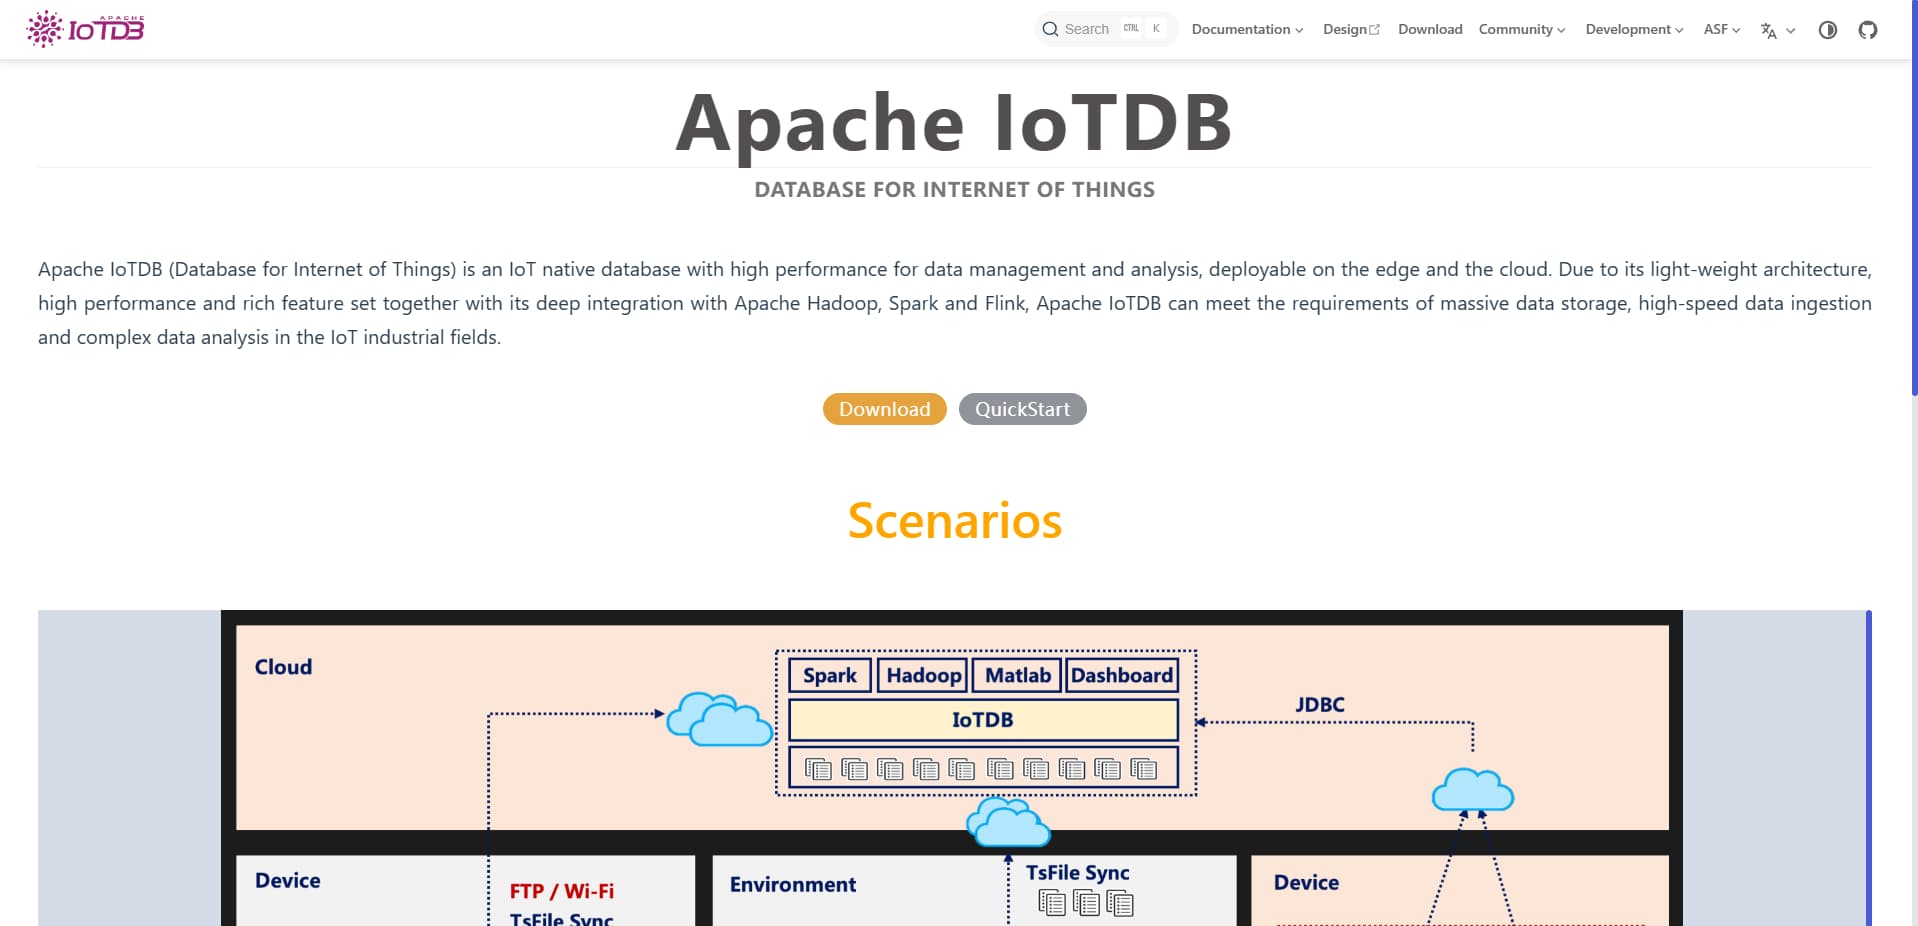 APACHE
IoTDB
Search CTRL K Documentation Design Download Community Development ASF
Apache IoTDB
DATABASE FOR INTERNET OF THINGS
Apache IoTDB (Database for Internet of Things) is an IoT native database with high performance for data management and analysis, deployable on the edge and the cloud. Due to its light-weight architecture,
high performance and rich feature set together with its deep integration with Apache Hadoop, Spark and Flink, Apache IoTDB can meet the requirements of massive data storage, high-speed data ingestion
and complex data analysis in the IoT industrial fields.
Download QuickStart
Scenarios
Cloud
Spark Hadoop Matlab Dashboard
IoTDB
JDBC
Device
FTP / Wi-Fi
TsFile Sync
Environment
TsFile Sync
Device